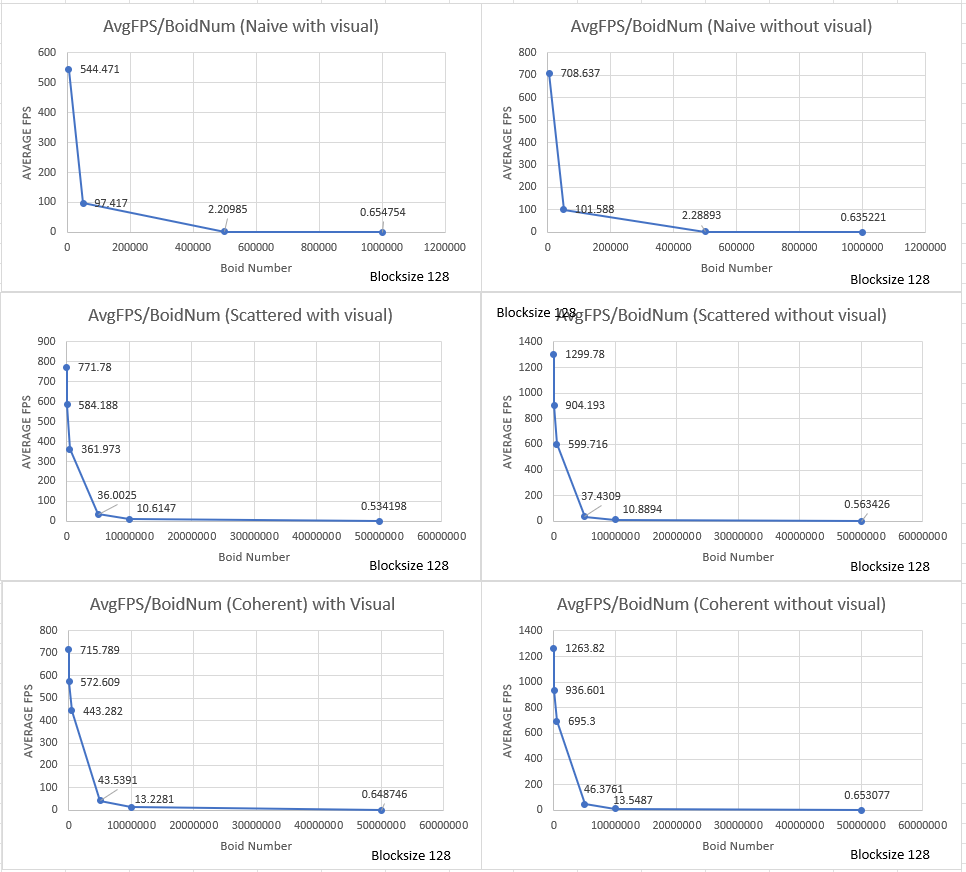 AvgFPS/BoidNum (Naive with visual)
600
500
400
300
200
100
0
AVERAGE FPS
544.471
97.417
2.20985
0.654754
0 200000 400000 600000 800000 1000000 1200000
Boid Number
Blocksize 128
AvgFPS/BoidNum (Naive without visual)
800
700
600
500
400
300
200
100
0
AVERAGE FPS
708.637
101.588
2.28893
0.635221
0 200000 400000 600000 800000 1000000 1200000
Boid Number
Blocksize 128
AvgFPS/BoidNum (Scattered with visual)
900
800
700
600
500
400
300
200
100
0
AVERAGE FPS
771.78
584.188
361.973
36.0025
10.6147
0.534198
0 10000000 20000000 30000000 40000000 50000000 60000000
Boid Number
Blocksize 128
Blocksize 128
AvgFPS/BoidNum (Scattered without visual)
1400
1200
1000
800
600
400
200
0
AVERAGE FPS
1299.78
904.193
599.716
37.4309
10.8894
0.563426
0 10000000 20000000 30000000 40000000 50000000 60000000
Boid Number
Blocksize 128
AvgFPS/BoidNum (Coherent) with Visual
800
700
600
500
400
300
200
100
0
AVERAGE FPS
715.789
572.609
443.282
43.5391
13.2281
0.648746
0 10000000 20000000 30000000 40000000 50000000 60000000
Boid Number
Blocksize 128
AvgFPS/BoidNum (Coherent without visual)
1400
1200
1000
800
600
400
200
0
AVERAGE FPS
1263.82
936.601
695.3
46.3761
13.5487
0.653077
0 10000000 20000000 30000000 40000000 50000000 60000000
Boid Number
Blocksize 128